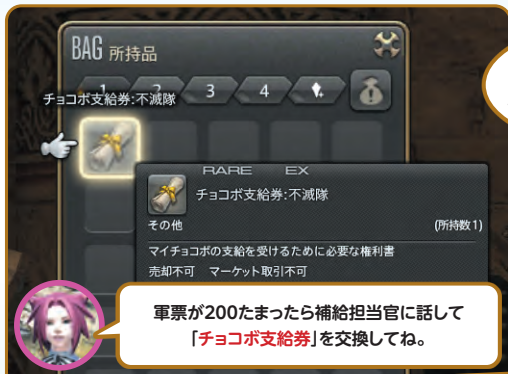 BAG 所持品
1 2 3 4
チョコボ支給券:不滅隊
RARE EX
チョコボ支給券:不滅隊
その他 (所持数1)
マイチョコボの支給を受けるために必要な権利書
売却不可 マーケット取引不可
軍票が200たまったら補給担当官に話して
「チョコボ支給券」を交換してね。